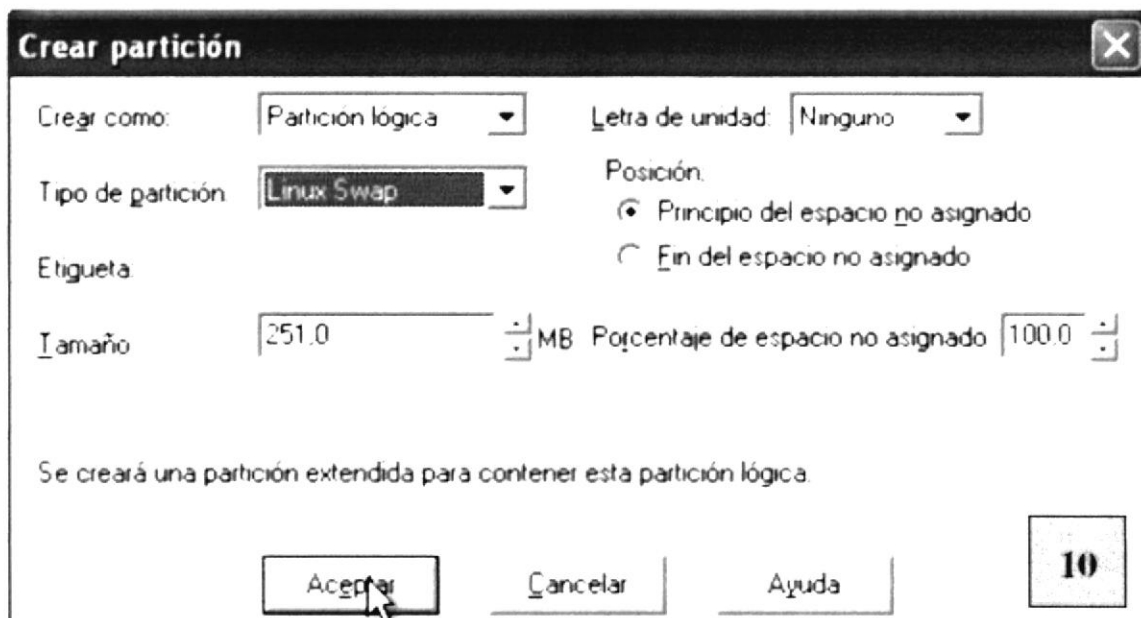 Crear partición
Crear como: Partición lógica Letra de unidad: Ninguno
Tipo de partición Linux Swap Posición.
Principio del espacio no asignado
Fin del espacio no asignado
Etiqueta.
Tamaño 251.0 MB Porcentaje de espacio no asignado 100.0
Se creará una partición extendida para contener esta partición lógica.
Aceptar Cancelar Ayuda
10